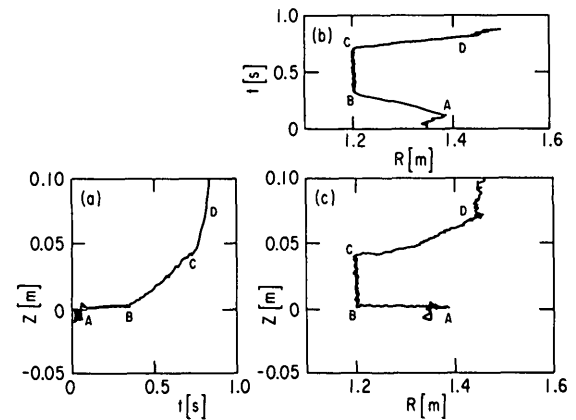 (b)
1.0
0.5
0
t[s]
C
D
B
A
1.2 1.4 1.6
R[m]
(a)
0.10
0.05
0
-0.05
Z[m]
A
B
C
D
0 0.5 1.0
t[s]
(c)
0.10
0.05
0
-0.05
Z[m]
D
C
B
A
1.2 1.4 1.6
R[m]